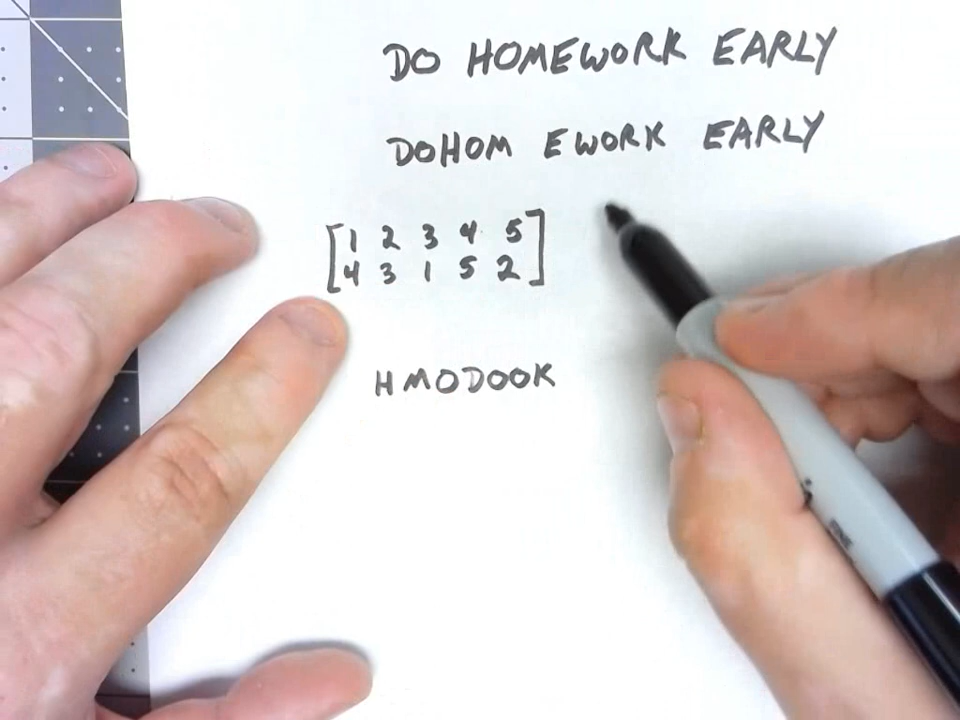 DO HOMEWORK EARLY
DOHOM EWORK EARLY
[1 2 3 4 5]
[4 3 1 5 2]
HMODOOK